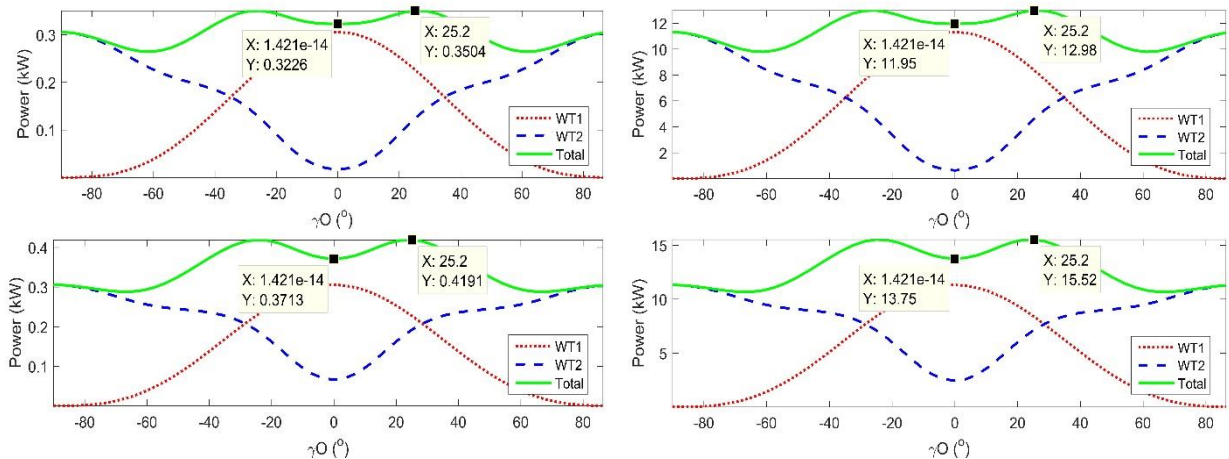 0.3
0.2
0.1
Power (kW)
X: 1.421e-14
Y: 0.3226
X: 25.2
Y: 0.3504
WT1
WT2
Total
-80 -60 -40 -20 0 20 40 60 80
γO (°)
12
10
8
6
4
2
Power (kW)
X: 1.421e-14
Y: 11.95
X: 25.2
Y: 12.98
WT1
WT2
Total
-80 -60 -40 -20 0 20 40 60 80
γO (°)
0.4
0.3
0.2
0.1
Power (kW)
X: 1.421e-14
Y: 0.3713
X: 25.2
Y: 0.4191
WT1
WT2
Total
-80 -60 -40 -20 0 20 40 60 80
γO (°)
15
10
5
Power (kW)
X: 1.421e-14
Y: 13.75
X: 25.2
Y: 15.52
WT1
WT2
Total
-80 -60 -40 -20 0 20 40 60 80
γO (°)